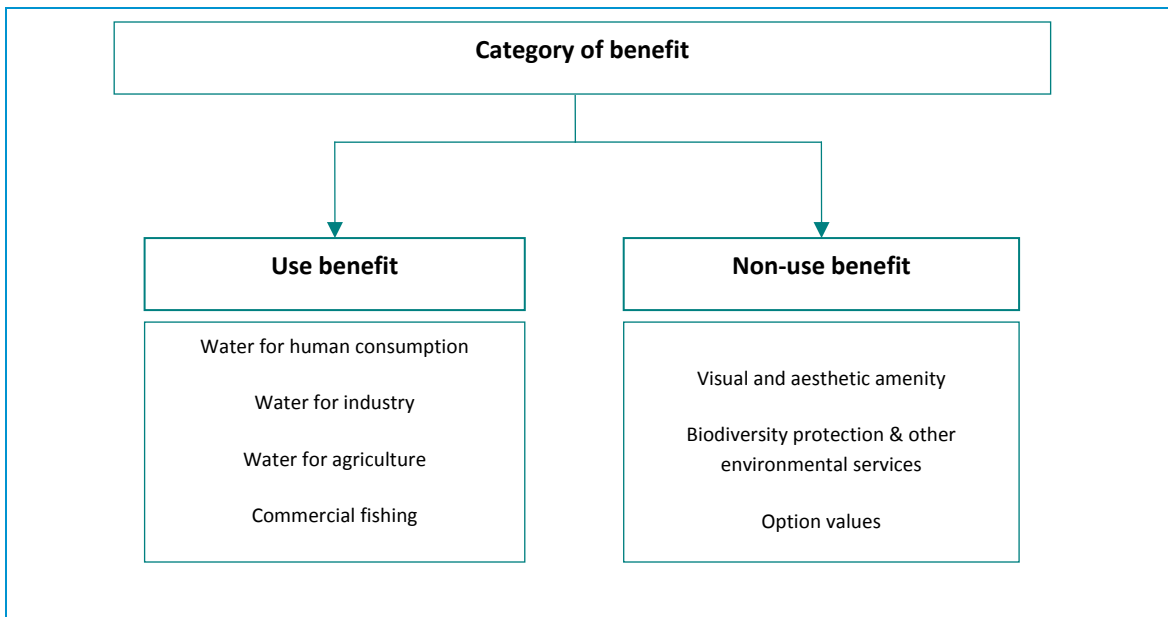 Category of benefit
Use benefit
Water for human consumption
Water for industry
Water for agriculture
Commercial fishing
Non-use benefit
Visual and aesthetic amenity
Biodiversity protection & other
environmental services
Option values